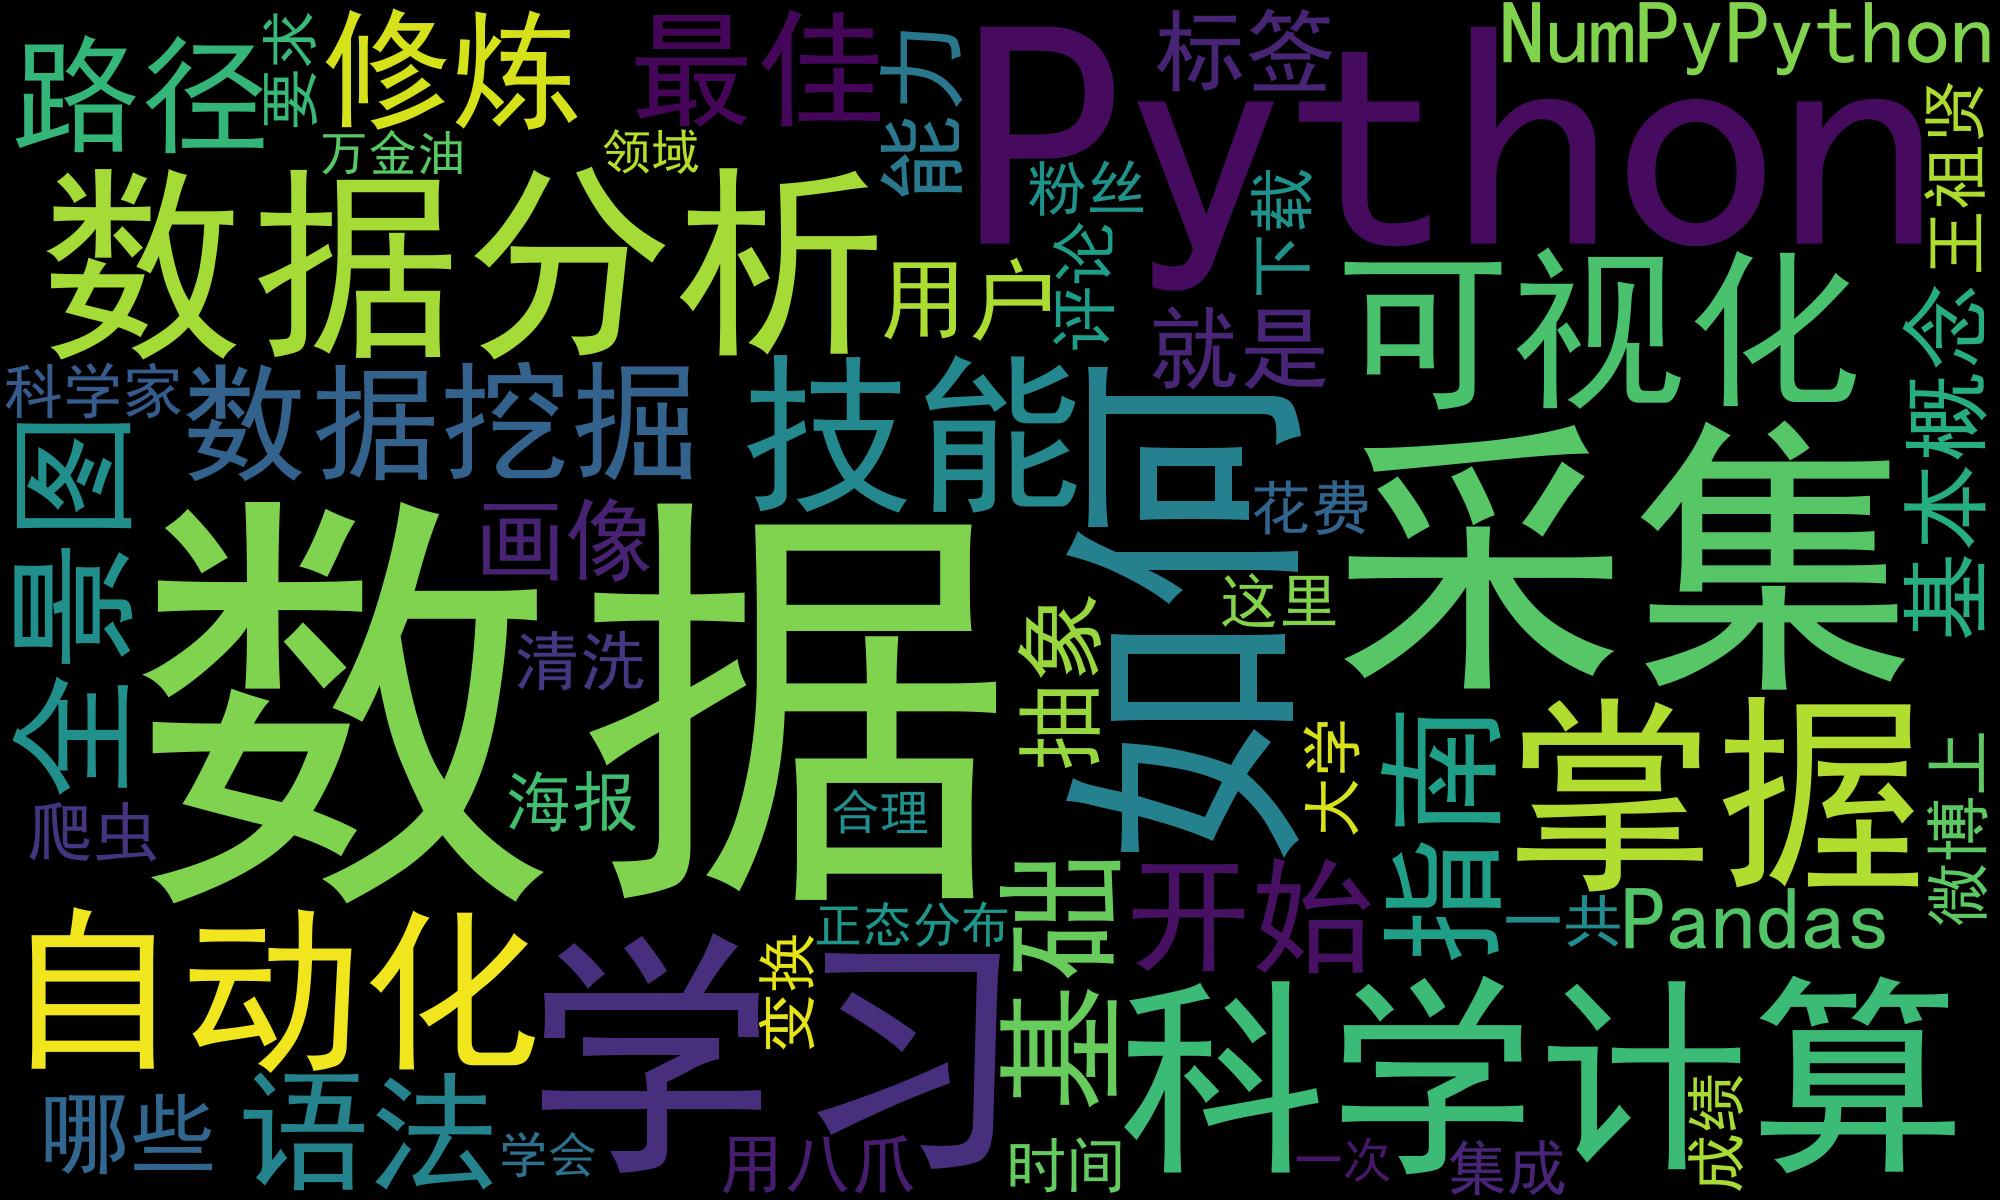 路径
要求
修炼
最佳
能力
Python
标签
NumPyPython
万金油
领域
王祖贤
数据分析
粉丝
下载
评论
用户
就是
可视化
基本概念
科学家
数据挖掘
技能
如何
采集
全景图
画像
花费
数据
清洗
抽象
这里
海报
合理
大学
指南
掌握
微博上
爬虫
自动化
正态分布
基础
开始
一共
Pandas
学习
变换
科学计算
哪些
语法
学会
用八爪
时间
一次
集成
成绩